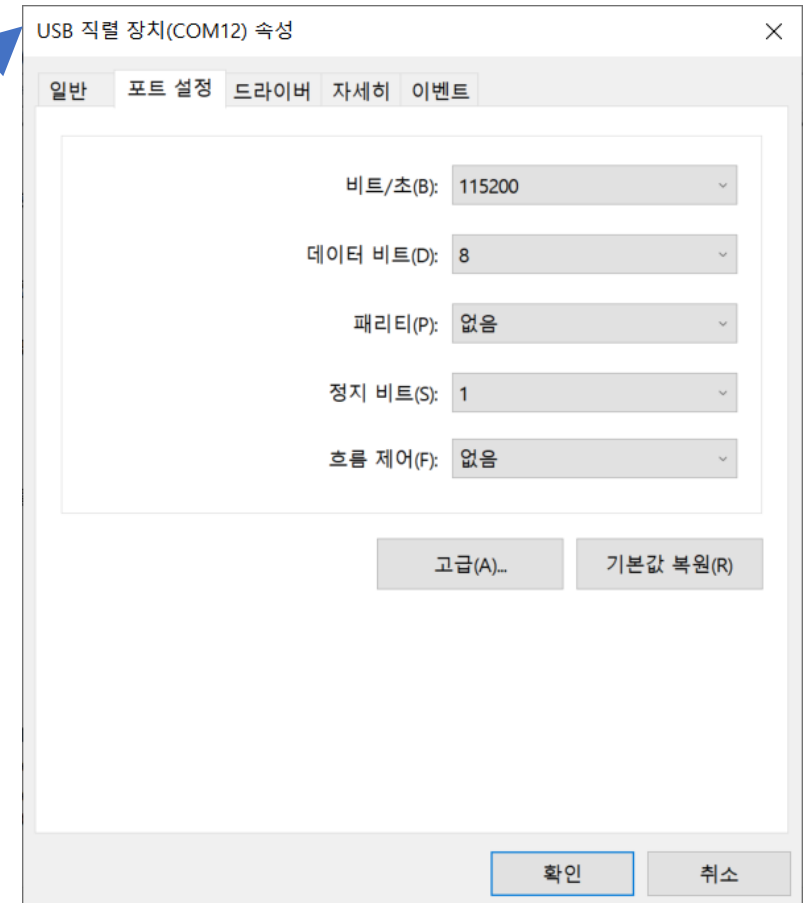 USB 직렬 장치(COM12) 속성
일반 포트 설정 드라이버 자세히 이벤트
비트/초(B): 115200
데이터 비트(D): 8
패리티(P): 없음
정지 비트(S): 1
흐름 제어(F): 없음
고급(A)... 기본값 복원(R)
확인 취소